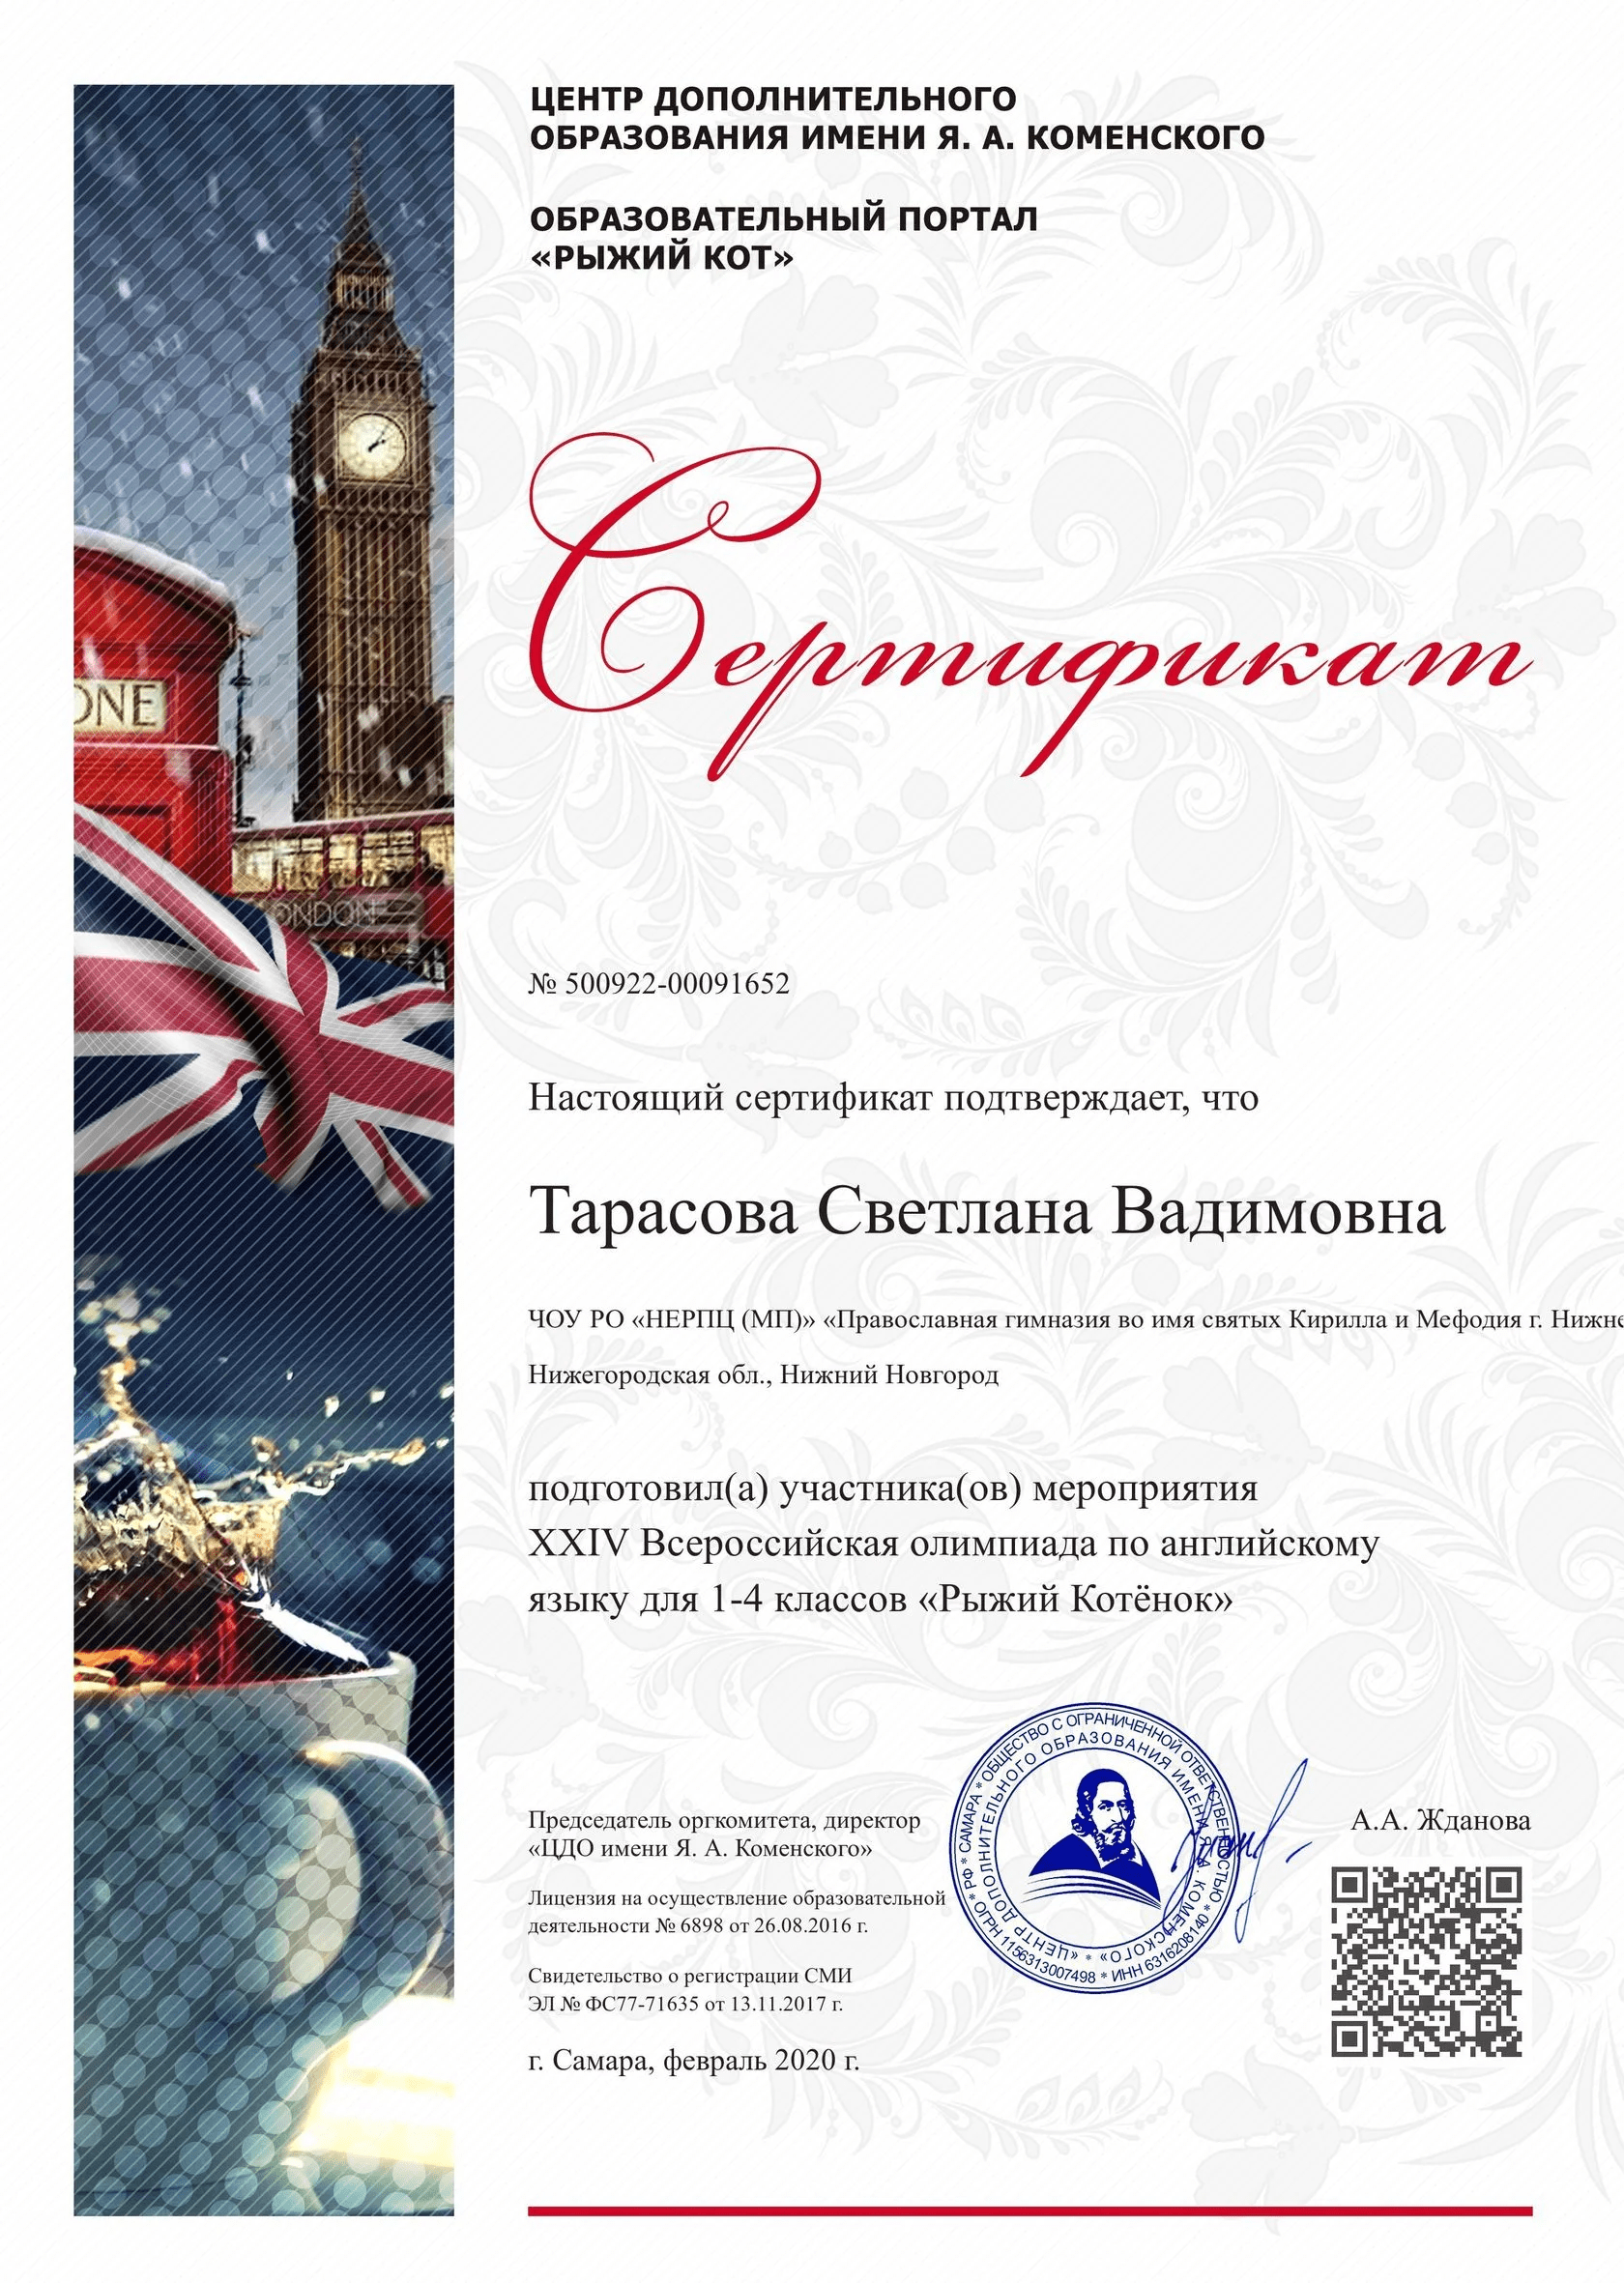 ЦЕНТР ДОПОЛНИТЕЛЬНОГО
ОБРАЗОВАНИЯ ИМЕНИ Я. А. КОМЕНСКОГО
ОБРАЗОВАТЕЛЬНЫЙ ПОРТАЛ
«РЫЖИЙ КОТ»
Сертификат
ONE
LONDON
№ 500922-00091652
Настоящий сертификат подтверждает, что
Тарасова Светлана Вадимовна
ЧОУ РО «НЕРПЦ (МП)» «Православная гимназия во имя святых Кирилла и Мефодия г. Нижне
Нижегородская обл., Нижний Новгород
подготовил(а) участника(ов) мероприятия
XXIV Всероссийская олимпиада по английскому
языку для 1-4 классов «Рыжий Котёнок»
Председатель оргкомитета, директор
«ЦДО имени Я. А. Коменского»
А.А. Жданова
РФ * САМАРА * ОБЩЕСТВО С ОГРАНИЧЕННОЙ ОТВЕТСТВЕННОСТЬЮ * ИНН 6316208140 * ОГРН 1156313007498 *
«ЦЕНТР ДОПОЛНИТЕЛЬНОГО ОБРАЗОВАНИЯ ИМЕНИ Я.А. КОМЕНСКОГО» *
Лицензия на осуществление образовательной
деятельности № 6898 от 26.08.2016 г.
Свидетельство о регистрации СМИ
ЭЛ № ФС77-71635 от 13.11.2017 г.
г. Самара, февраль 2020 г.